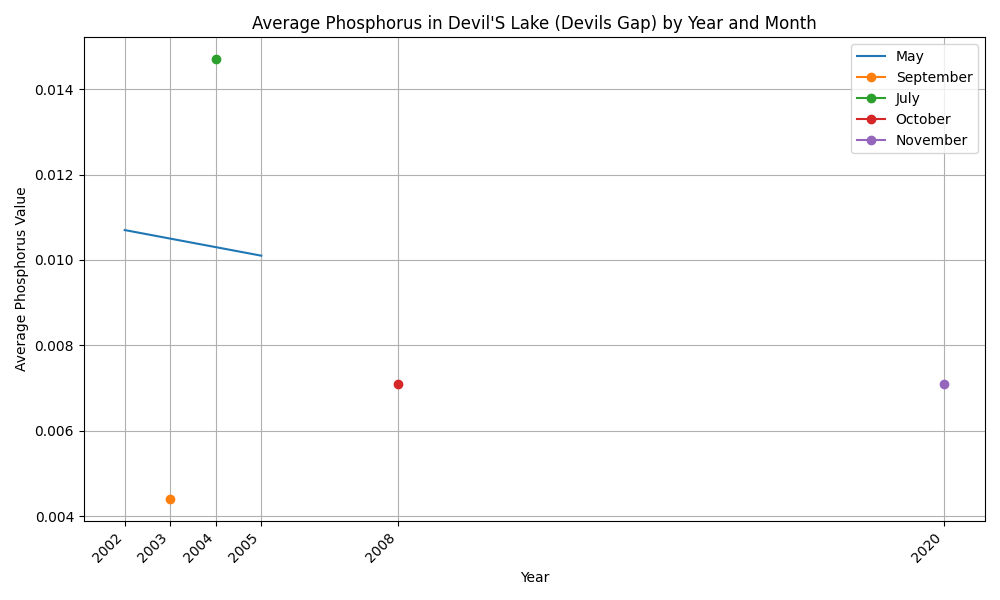 Average Phosphorus in Devil'S Lake (Devils Gap) by Year and Month
May
September
July
October
November
0.014
0.012
0.010
0.008
0.006
0.004
Average Phosphorus Value
2002
2003
2004
2005
2008
2020
Year